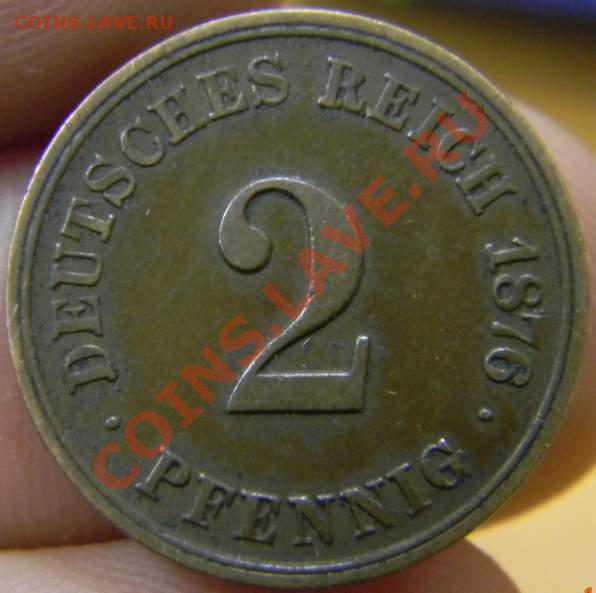 COINS.LAVE.RU
DEUTSCHES REICH 1876
2
· PFENNIG ·
COINS.LAVE.RU